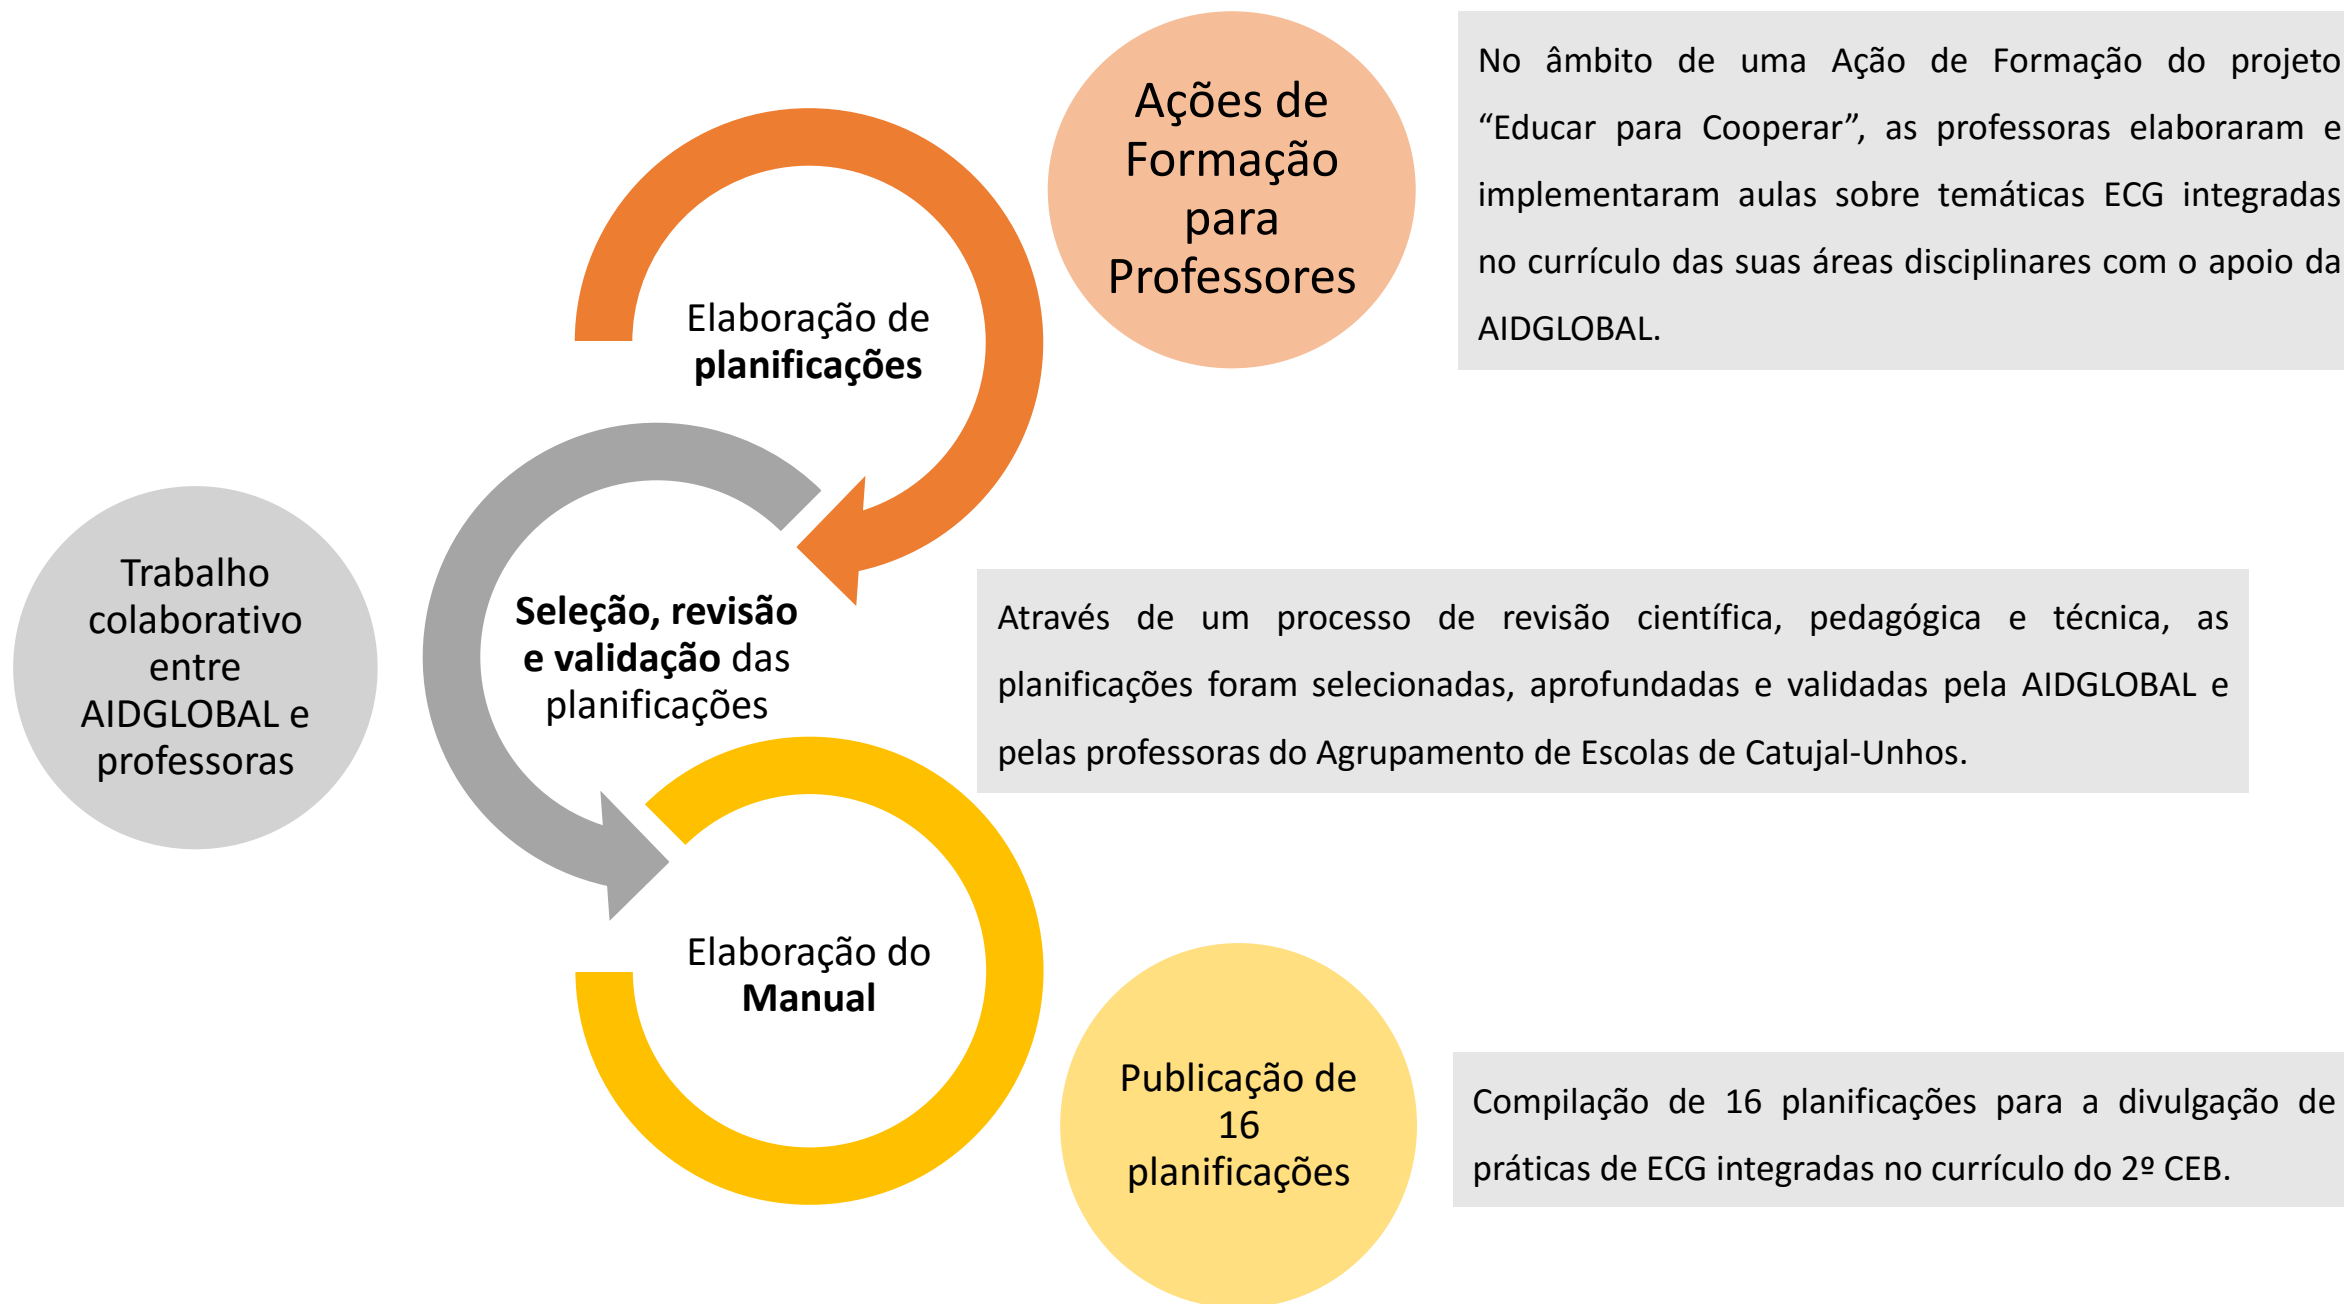 Ações de
Formação
para
Professores
No âmbito de uma Ação de Formação do projeto
“Educar para Cooperar”, as professoras elaboraram e
implementaram aulas sobre temáticas ECG integradas
no currículo das suas áreas disciplinares com o apoio da
AIDGLOBAL.
Elaboração de
planificações
Trabalho
colaborativo
entre
AIDGLOBAL e
professoras
Seleção, revisão
e validação das
planificações
Através de um processo de revisão científica, pedagógica e técnica, as
planificações foram selecionadas, aprofundadas e validadas pela AIDGLOBAL e
pelas professoras do Agrupamento de Escolas de Catujal-Unhos.
Elaboração do
Manual
Publicação de
16
planificações
Compilação de 16 planificações para a divulgação de
práticas de ECG integradas no currículo do 2º CEB.